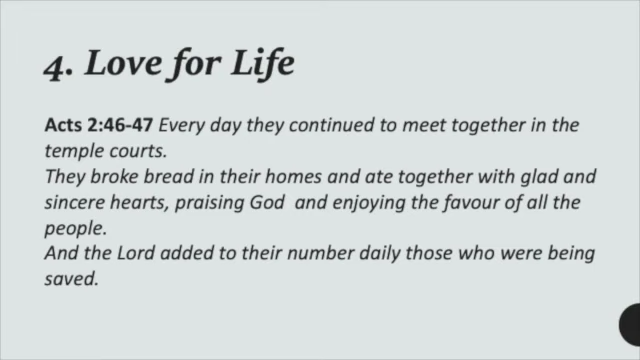 4. Love for Life
Acts 2:46-47 Every day they continued to meet together in the
temple courts.
They broke bread in their homes and ate together with glad and
sincere hearts, praising God  and enjoying the favour of all the
people.
And the Lord added to their number daily those who were being
saved.